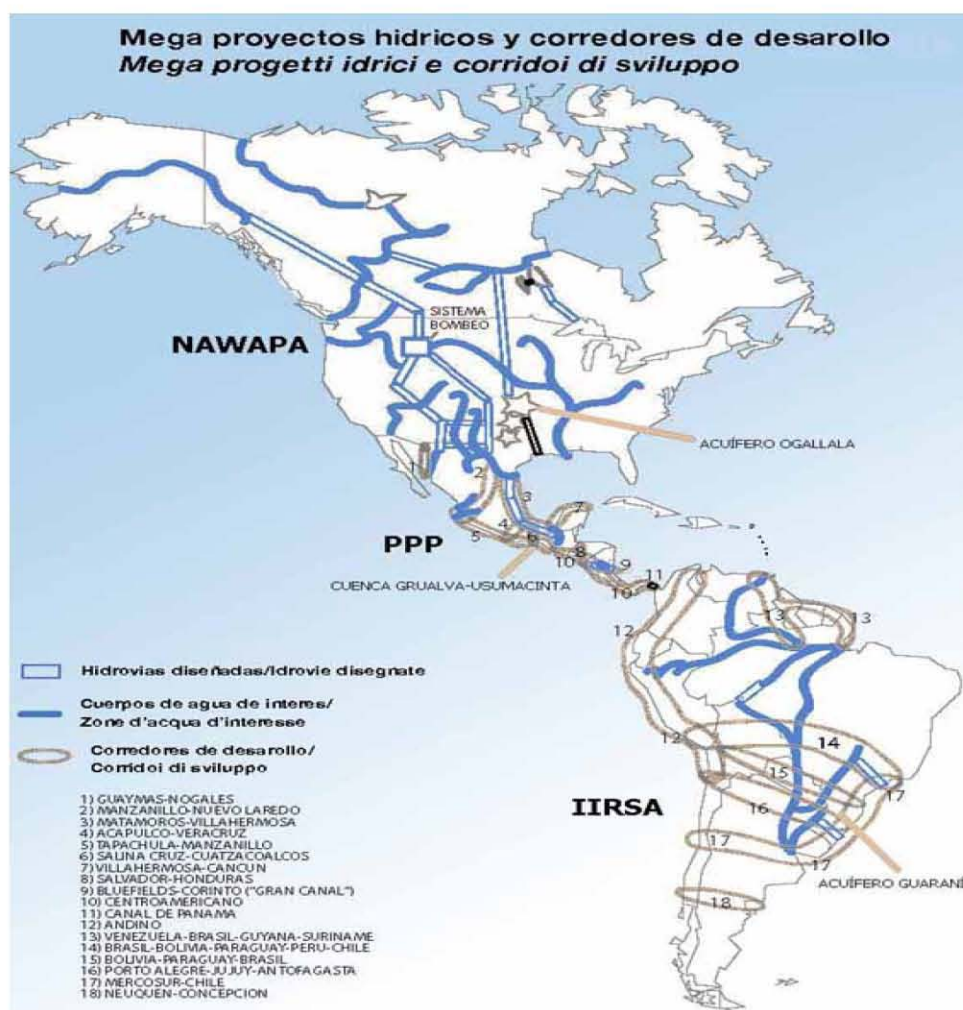 Mega proyectos hidricos y corredores de desarollo
Mega progetti idrici e corridoi di sviluppo
SISTEMA
BOMBEO
NAWAPA
ACUÍFERO OGALLALA
1
2
3
7
4
5
6
PPP
8
10
9
11
CUENCA GRUALVA-USUMACINTA
10
13
13
12
Hidrovias diseñadas/Idrovie disegnate
Cuerpos de agua de interes/
Zone d'acqua d'interesse
12
14
Corredores de desarollo/
Corridoi di sviluppo
15
17
IIRSA
16
17
17
ACUÍFERO GUARANÍ
18
1) GUAYMAS-NOGALES
2) MANZANILLO-NUEVO LAREDO
3) MATAMOROS-VILLAHERMOSA
4) ACAPULCO-VERACRUZ
5) TAPACHULA-MANZANILLO
6) SALINA CRUZ-CUATZACOALCOS
7) VILLAHERMOSA-CANCUN
8) SALVADOR-HONDURAS
9) BLUEFIELDS-CORINTO ("GRAN CANAL")
10) CENTROAMERICANO
11) CANAL DE PANAMA
12) ANDINO
13) VENEZUELA-BRASIL-GUYANA-SURINAME
14) BRASIL-BOLIVIA-PARAGUAY-PERU-CHILE
15) BOLIVIA-PARAGUAY-BRASIL
16) PORTO ALEGRE-JUJUY-ANTOFAGASTA
17) MERCOSUR-CHILE
18) NEUQUEN-CONCEPCION